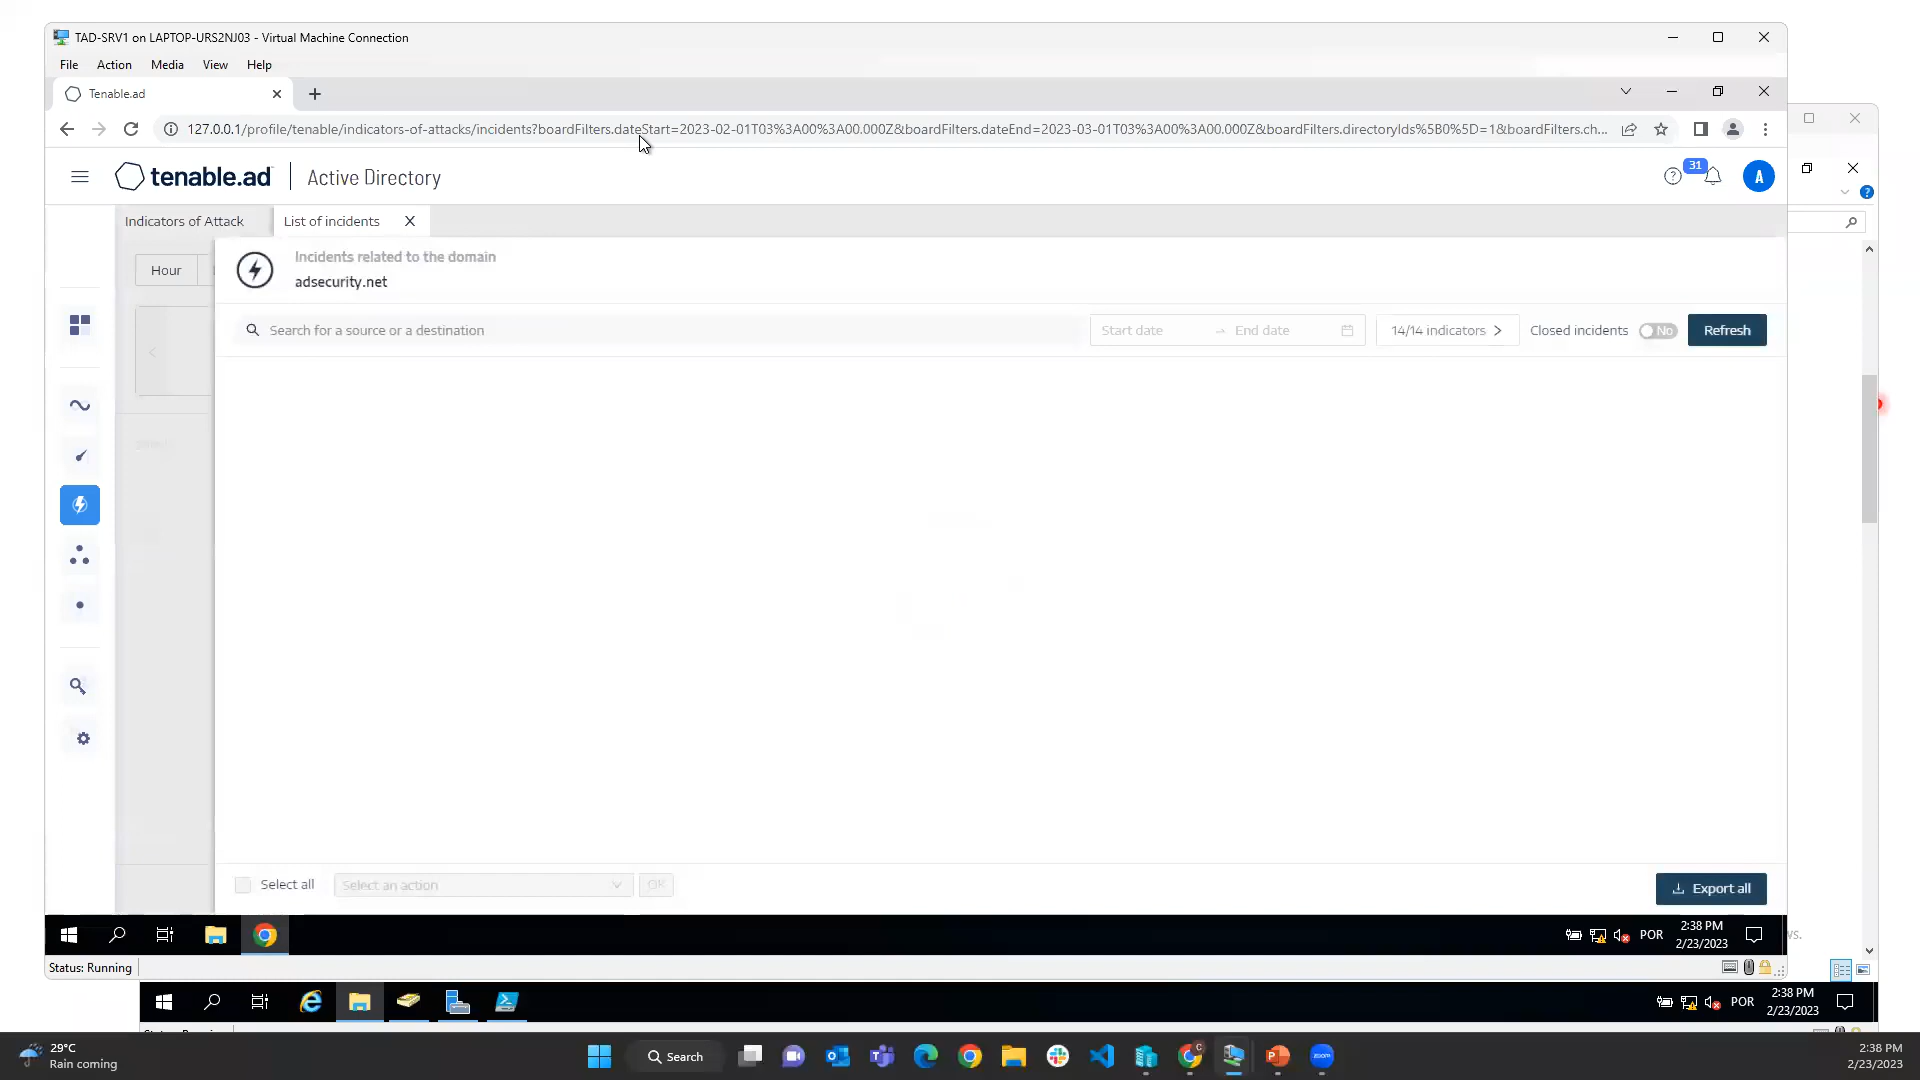 TAD-SRV1 on LAPTOP-URS2NJ03 - Virtual Machine Connection
File Action Media View Help
Tenable.ad
127.0.0.1/profile/tenable/indicators-of-attacks/incidents?boardFilters.dateStart=2023-02-01T03%3A00%3A00.000Z&boardFilters.dateEnd=2023-03-01T03%3A00%3A00.000Z&boardFilters.directoryIds%5B0%5D=1&boardFilters.ch...
tenable.ad Active Directory
31
A
Indicators of Attack List of incidents
Incidents related to the domain
adsecurity.net
Hour
Search for a source or a destination
Start date End date
14/14 indicators
Closed incidents No
Refresh
Select all
Select an action
OK
Export all
POR
2:38 PM
2/23/2023
Status: Running
POR
2:38 PM
2/23/2023
29°C
Rain coming
Search
zoom
2:38 PM
2/23/2023